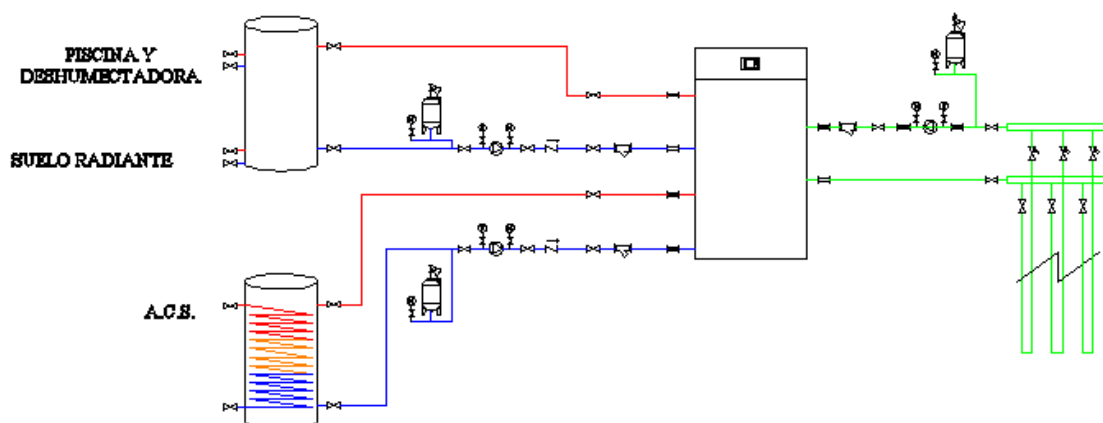 PISCINA Y
DESHUMECTADORA
SUELO RADIANTE
A.C.S.